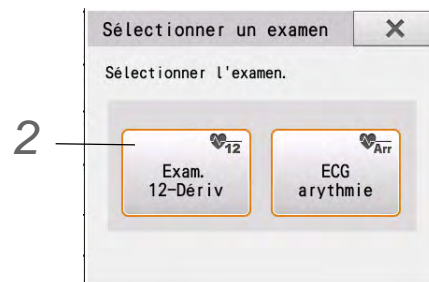 Sélectionner un examen
Sélectionner l'examen.
2
12
Exam.
12-Dériv
Arr
ECG
arythmie